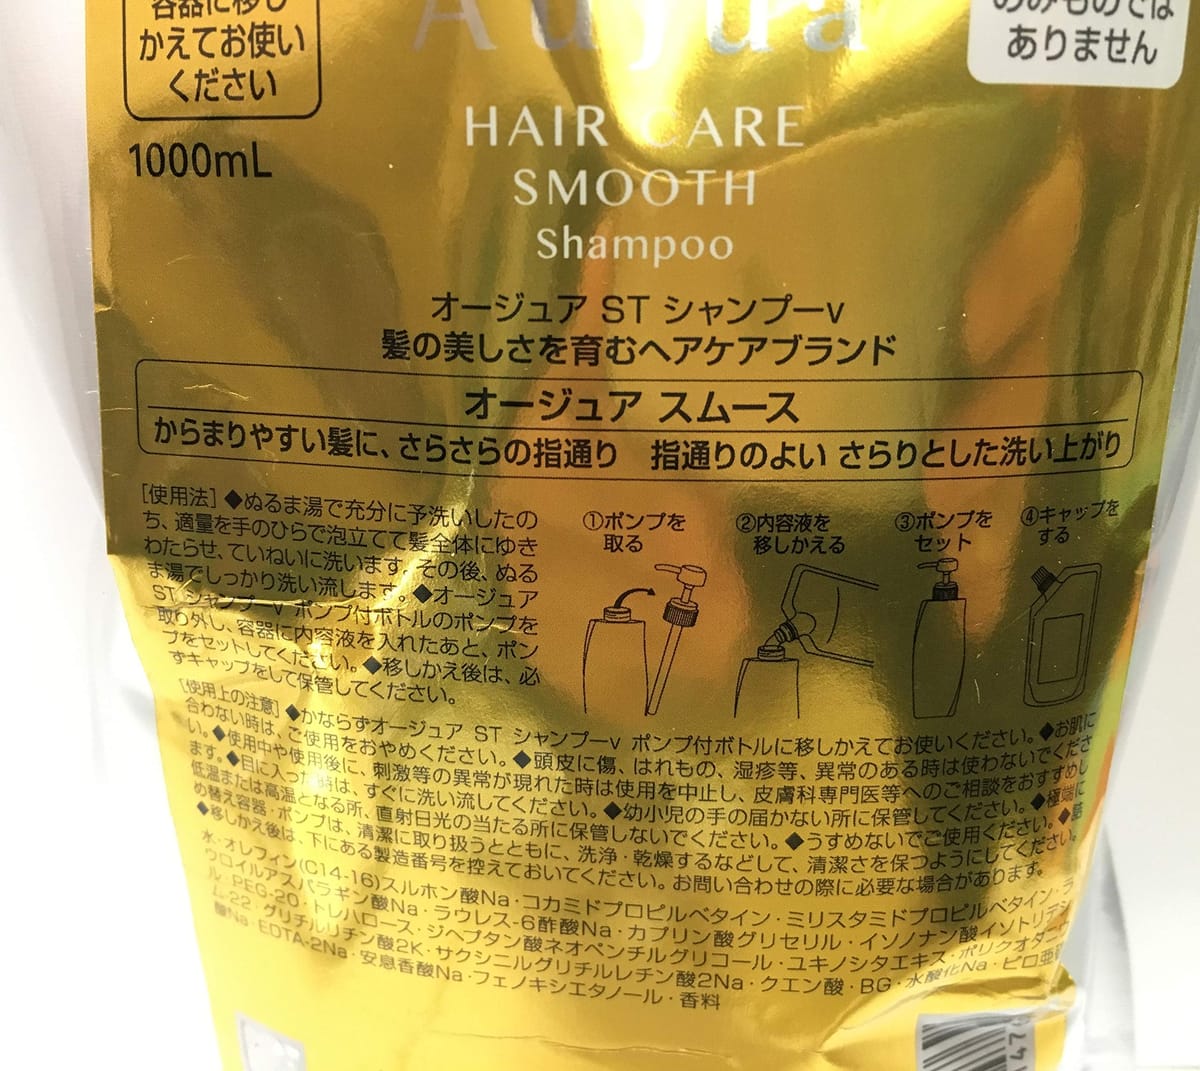 容器に移し
かえてお使い
ください
のみものでは
ありません
Aujua
1000mL
HAIR CARE
SMOOTH
Shampoo
オージュア ST シャンプーv
髪の美しさを育むヘアケアブランド
オージュア スムース
からまりやすい髪に、さらさらの指通り　指通りのよい さらりとした洗い上がり
[使用法] ◆ぬるま湯で充分に予洗いしたの
ち、適量を手のひらで泡立てて髪全体にゆき
わたらせ、ていねいに洗います。その後、ぬる
ま湯でしっかり洗い流します。◆オージュア
ST シャンプーv ポンプ付ボトルのポンプを
取り外し、容器に内容液を入れたあと、ポン
プをセットしてください。◆移しかえ後は、必
ずキャップをして保管してください。
①ポンプを
取る
②内容液を
移しかえる
③ポンプを
セット
④キャップを
する
[使用上の注意] ◆かならずオージュア ST シャンプーv ポンプ付ボトルに移しかえてお使いください。◆お肌に
合わない時は、ご使用をおやめください。◆頭皮に傷、はれもの、湿疹等、異常のある時は使わないでくださ
い。◆使用中や使用後に、刺激等の異常が現れた時は使用を中止し、皮膚科専門医等へのご相談をおすすめし
ます。◆目に入った時は、すぐに洗い流してください。◆幼小児の手の届かない所に保管してください。◆極端に
低温または高温となる所、直射日光の当たる所に保管しないでください。◆うすめないでご使用ください。◆詰
め替え容器・ポンプは、清潔に取り扱うとともに、洗浄・乾燥するなどして、清潔さを保つようにしてください。
◆移しかえ後は、下にある製造番号を控えておいてください。お問い合わせの際に必要な場合があります。
水・オレフィン(C14-16)スルホン酸Na・コカミドプロピルベタイン・ミリスタミドプロピルベタイン・ラ
ウロイルアスパラギン酸Na・ラウレス-6酢酸Na・カプリン酸グリセリル・イソノナン酸イソトリデシ
ル・PEG-20・トレハロース・ジヘプタン酸ネオペンチルグリコール・ユキノシタエキス・ポリクオタニウ
ム-22・グリチルリチン酸2K・サクシニルグリチルレチン酸2Na・クエン酸・BG・水酸化Na・ピロ亜
酸Na・EDTA-2Na・安息香酸Na・フェノキシエタノール・香料